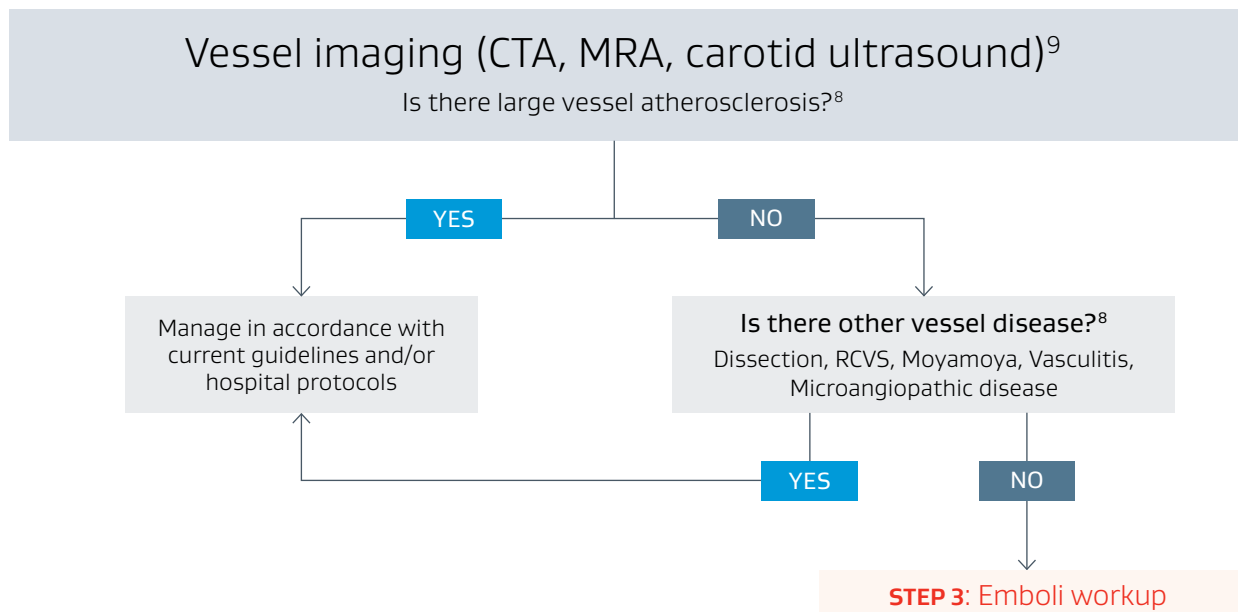 Vessel imaging (CTA, MRA, carotid ultrasound)⁹
Is there large vessel atherosclerosis?⁸
YES
NO
Manage in accordance with
current guidelines and/or
hospital protocols
Is there other vessel disease?⁸
Dissection, RCVS, Moyamoya, Vasculitis,
Microangiopathic disease
YES
NO
STEP 3: Emboli workup